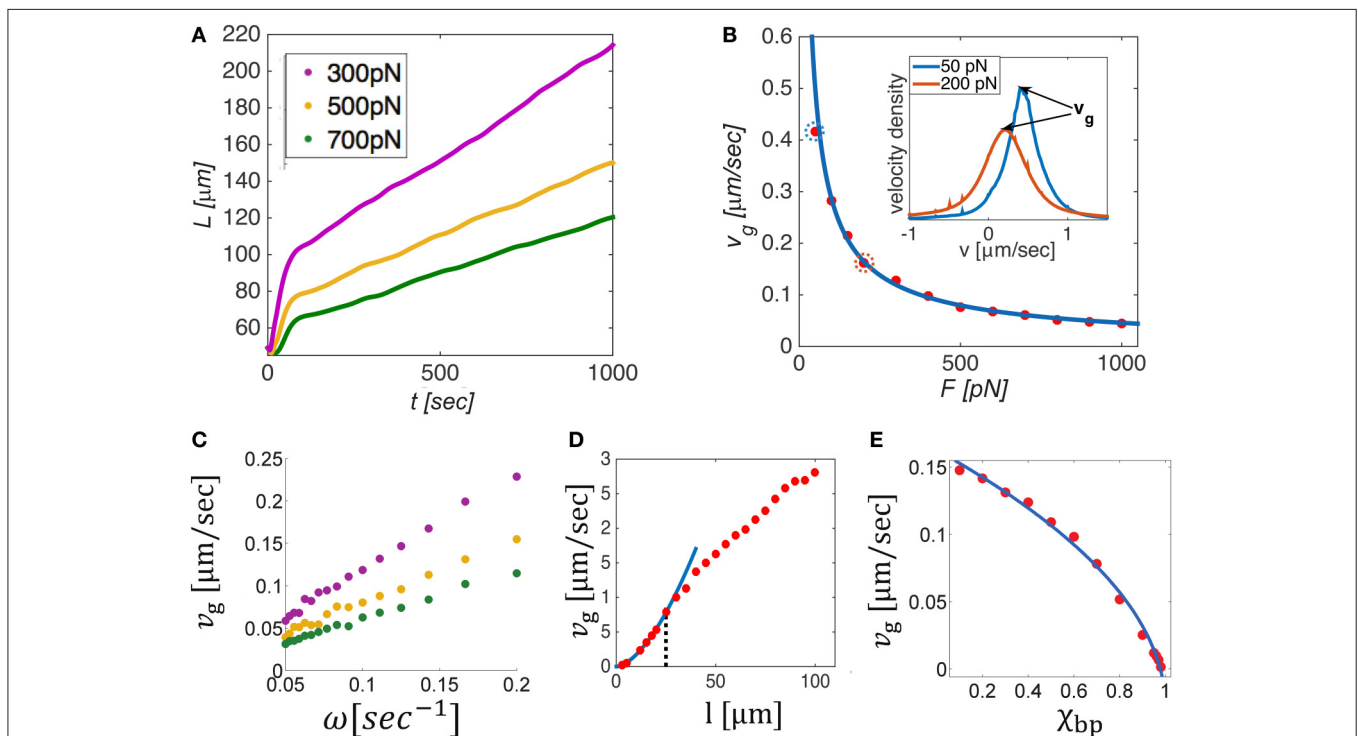 A
L [μm]
220
200
180
160
140
120
100
80
60
300pN
500pN
700pN
0
500
1000
t [sec]
B
v_g [μm/sec]
0.6
0.5
0.4
0.3
0.2
0.1
0
50 pN
200 pN
v_g
velocity density
-1
0
1
v [μm/sec]
0
500
1000
F [pN]
C
v_g [μm/sec]
0.25
0.20
0.15
0.10
0.05
0
0.05
0.1
0.15
0.2
ω[sec⁻¹]
D
v_g [μm/sec]
3
5
2
5
1
5
0
0
50
100
l [μm]
E
v_g [μm/sec]
0.15
0.1
0.05
0
0.2
0.4
0.6
0.8
1
χ_bp